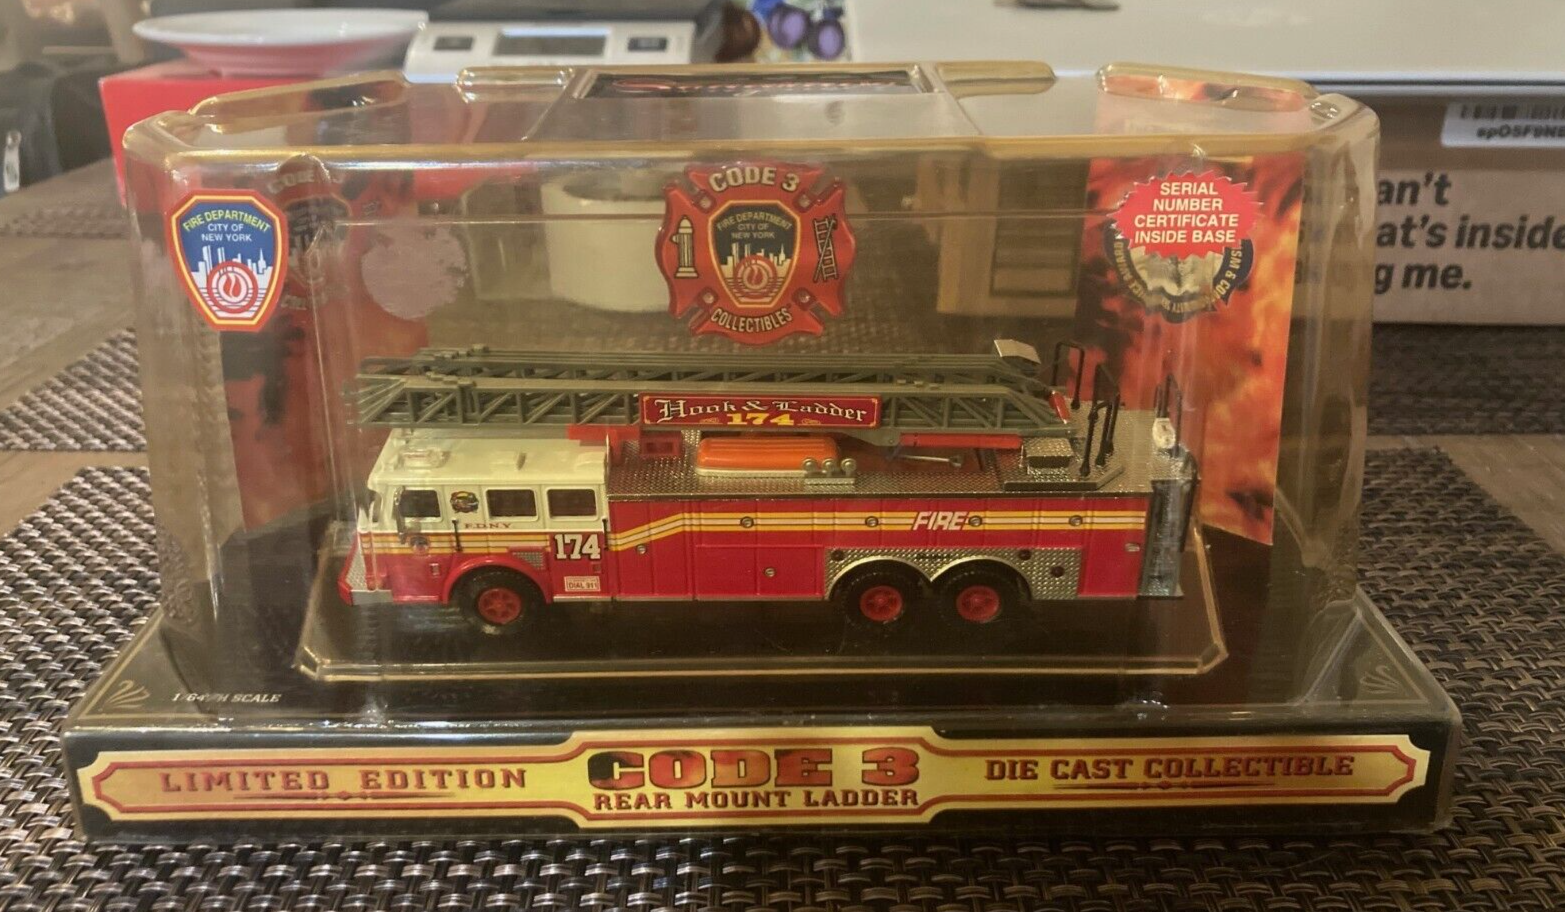 FIRE DEPARTMENT
CITY OF
NEW YORK
CODE 3
FIRE DEPARTMENT
CITY OF
NEW YORK
COLLECTIBLES
SERIAL
NUMBER
CERTIFICATE
INSIDE BASE
ep05F9N
an't
at's inside
g me.
Hook & Ladder
174
F.D.N.Y
174
DIAL 911
FIRE
1/64TH SCALE
LIMITED EDITION
CODE 3
REAR MOUNT LADDER
DIE CAST COLLECTIBLE